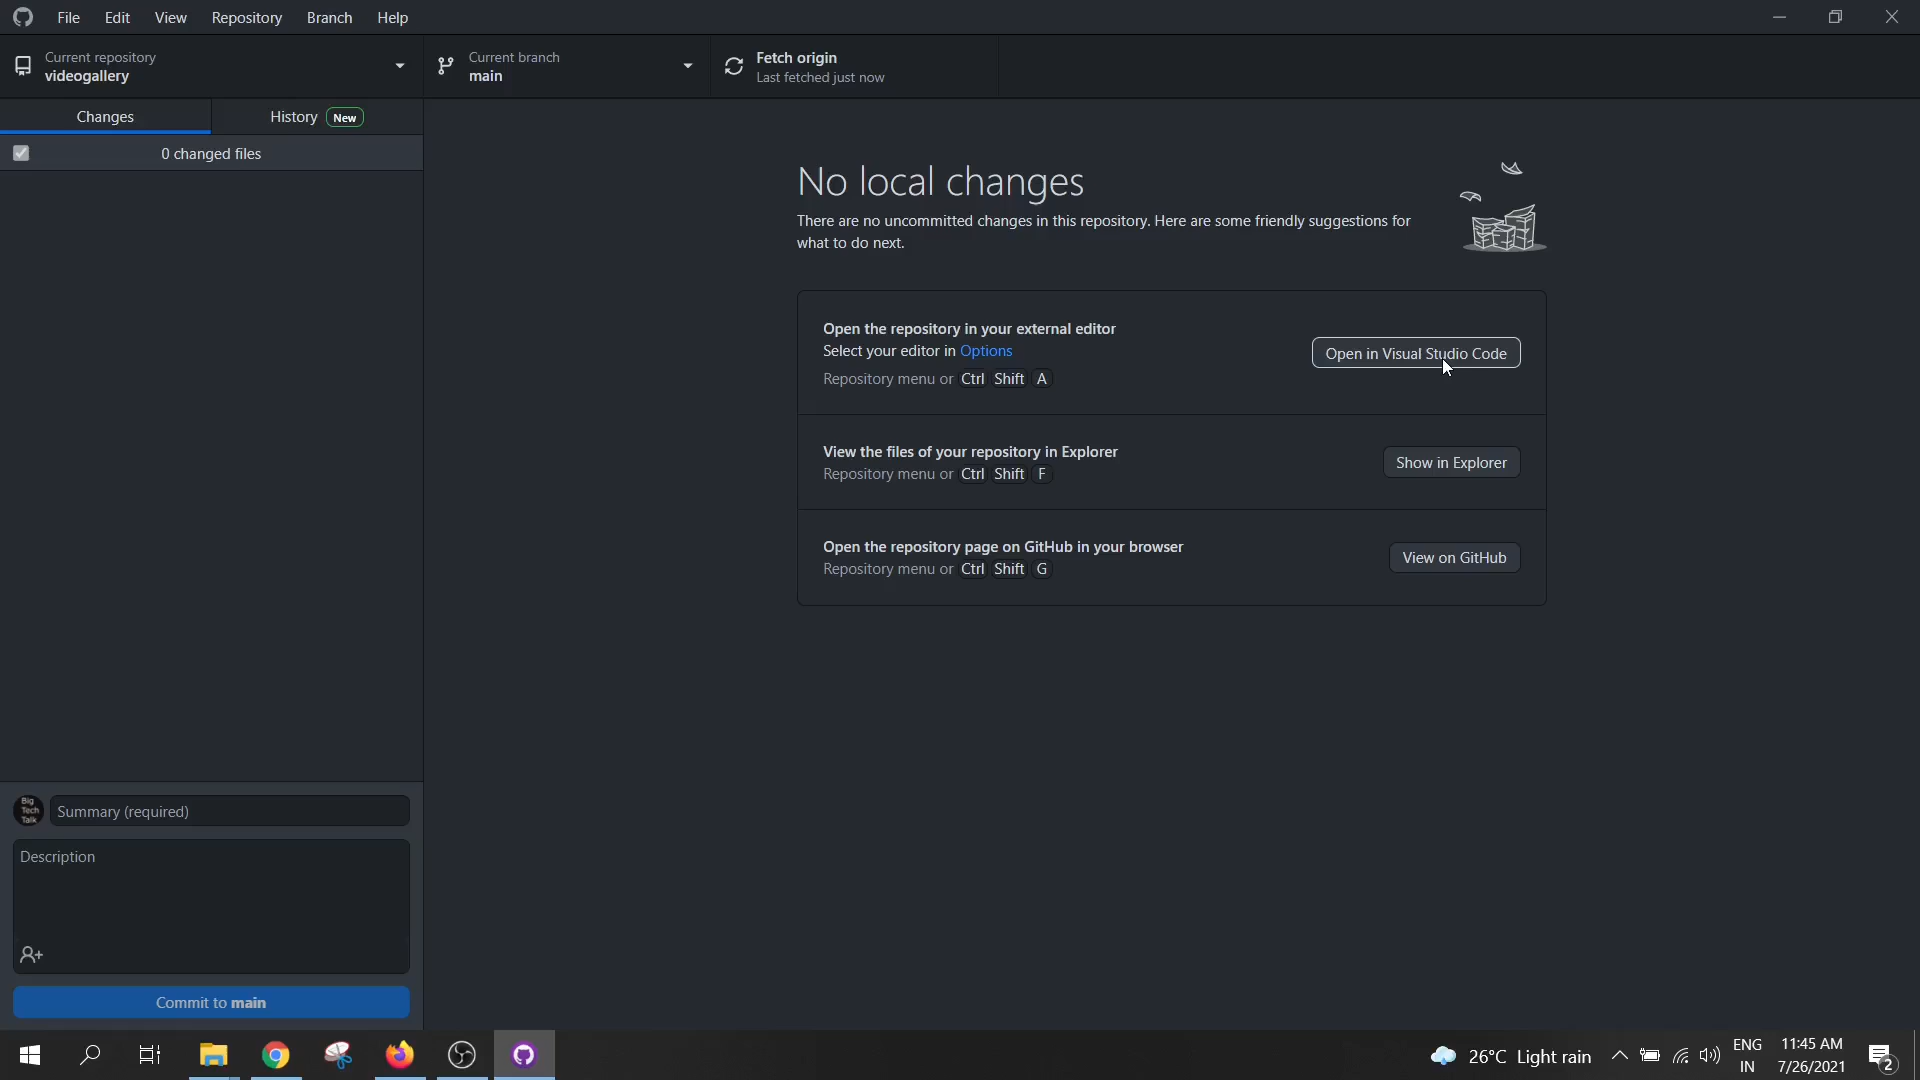 File Edit View Repository Branch Help
Current repository
videogallery
Current branch
main
Fetch origin
Last fetched just now
Changes
History New
0 changed files
No local changes
There are no uncommitted changes in this repository. Here are some friendly suggestions for
what to do next.
Open the repository in your external editor
Select your editor in Options
Repository menu or Ctrl Shift A
Open in Visual Studio Code
View the files of your repository in Explorer
Repository menu or Ctrl Shift F
Show in Explorer
Open the repository page on GitHub in your browser
Repository menu or Ctrl Shift G
View on GitHub
Big
Tech
Talk
Summary (required)
Description
Commit to main
26°C Light rain
ENG
IN
11:45 AM
7/26/2021
2